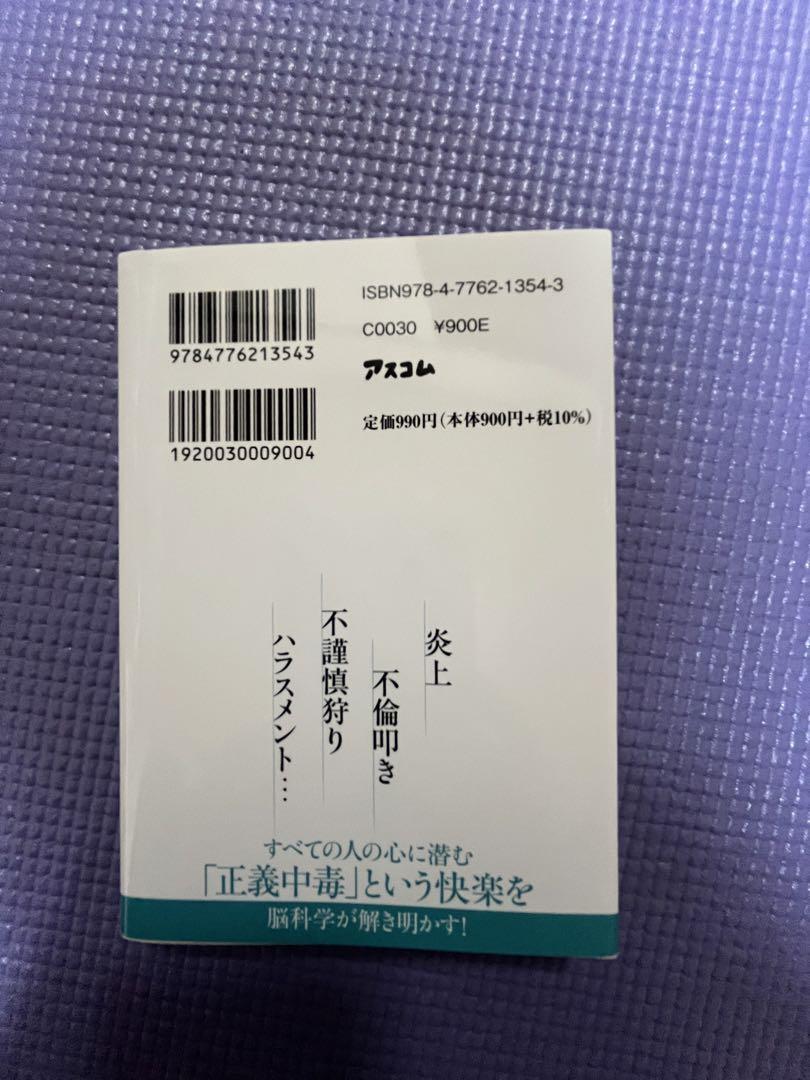 ISBN978-4-7762-1354-3
C0030 ¥900E
9784776213543
アスコム
定価990円(本体900円+税10%)
1920030009004
炎上
不倫叩き
不謹慎狩り
ハラスメント…
すべての人の心に潜む
「正義中毒」という快楽を
脳科学が解き明かす!